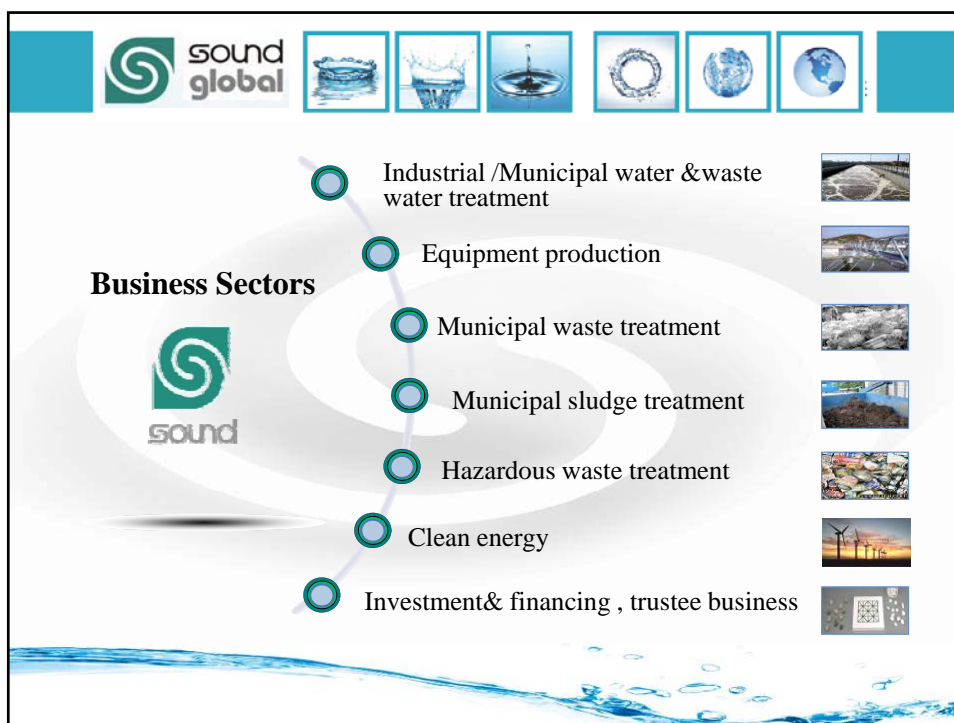 sound
global
Industrial /Municipal water &waste
water treatment
Equipment production
Business Sectors
Municipal waste treatment
sound
Municipal sludge treatment
Hazardous waste treatment
Clean energy
Investment& financing , trustee business